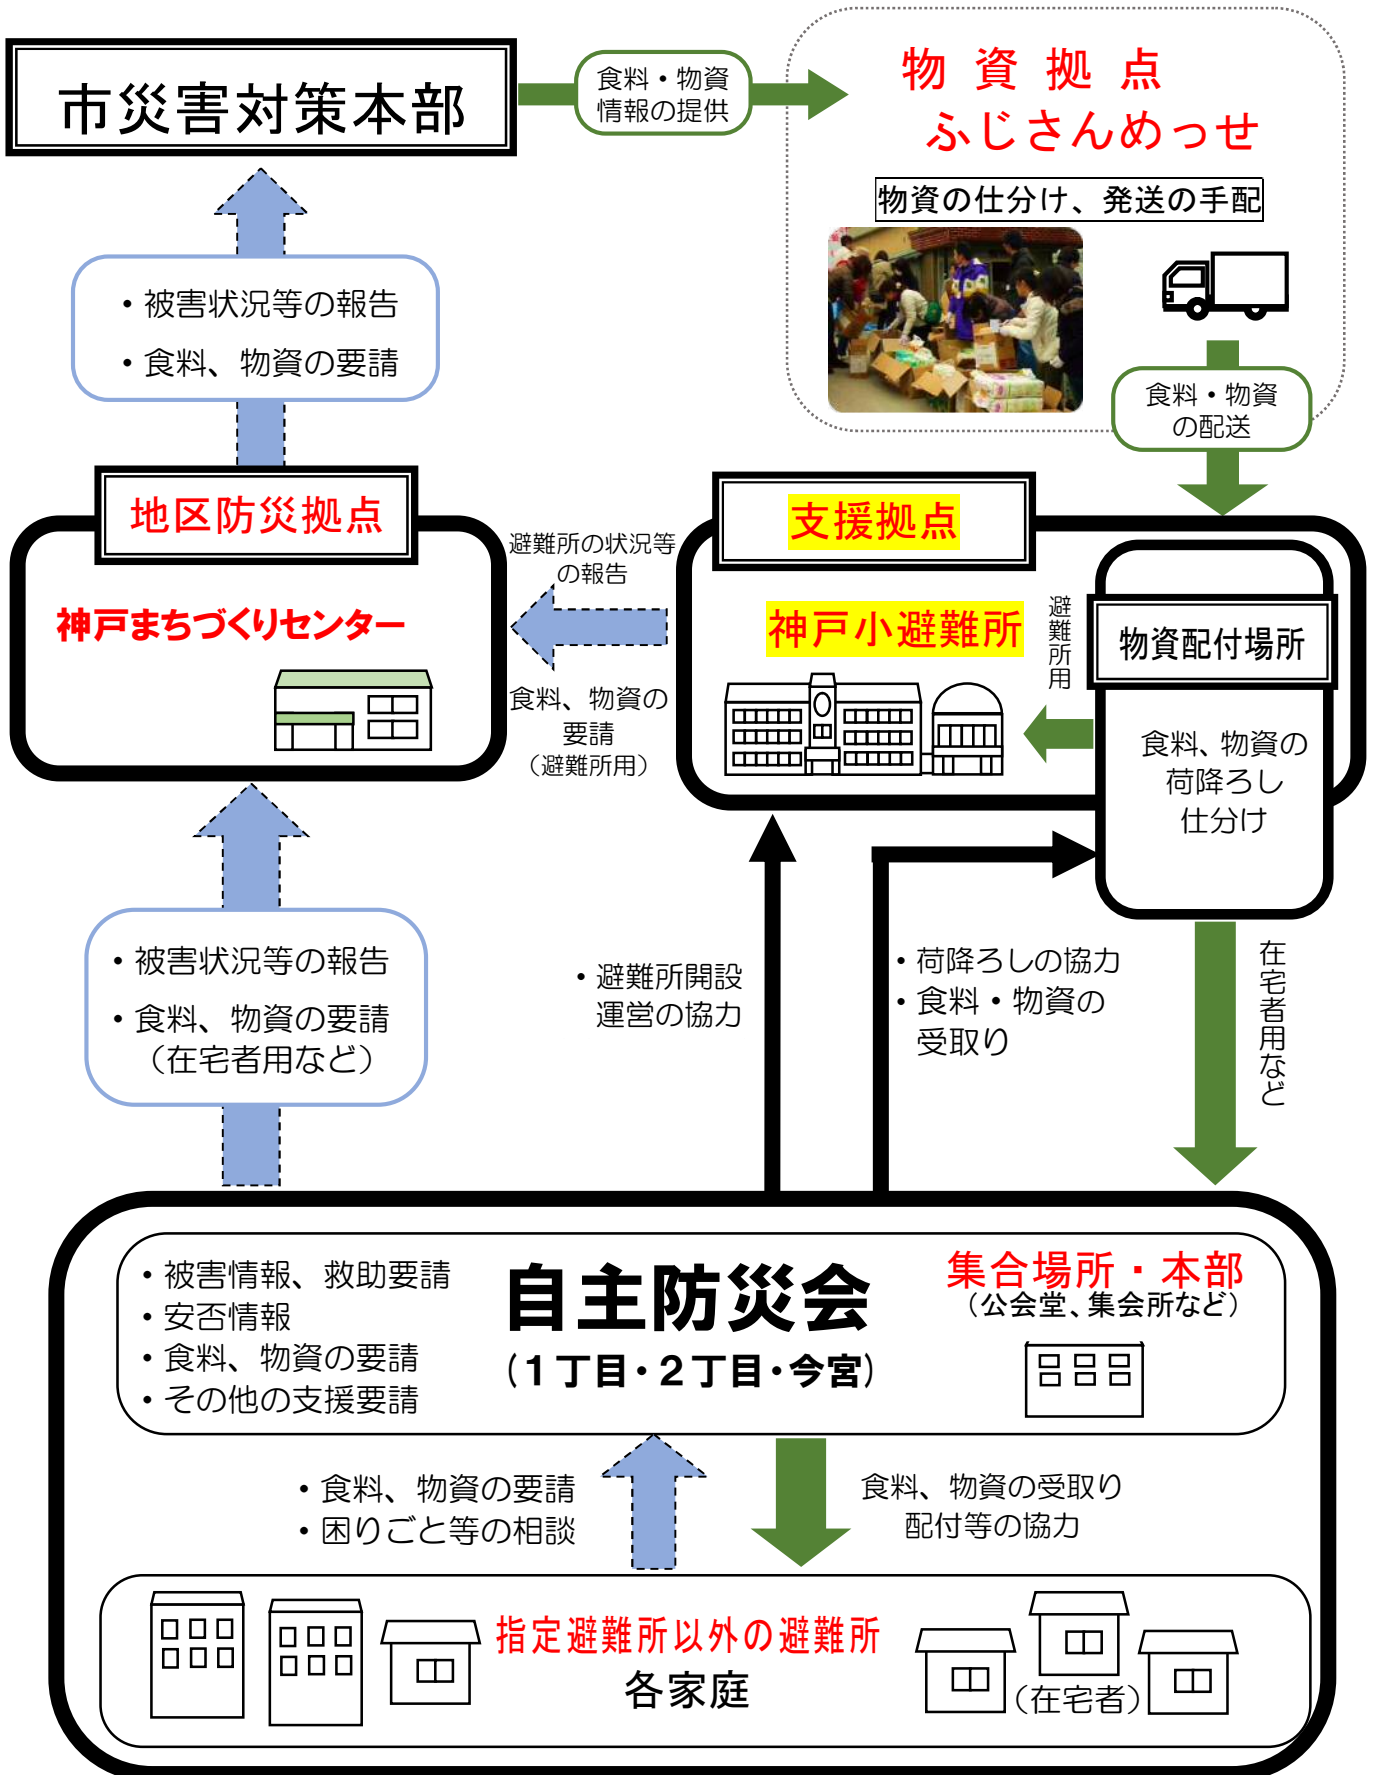 市災害対策本部
食料・物資
情報の提供
物資拠点
ふじさんめっせ
物資の仕分け、発送の手配
・被害状況等の報告
・食料、物資の要請
食料・物資
の配送
地区防災拠点
神戸まちづくりセンター
避難所の状況等
の報告
食料、物資の
要請
（避難所用）
支援拠点
神戸小避難所
避難所用
物資配付場所
食料、物資の
荷降ろし
仕分け
・被害状況等の報告
・食料、物資の要請
（在宅者用など）
・避難所開設
運営の協力
・荷降ろしの協力
・食料・物資の
受取り
在宅者用など
・被害情報、救助要請
・安否情報
・食料、物資の要請
・その他の支援要請
自主防災会
（１丁目・２丁目・今宮）
集合場所・本部
（公会堂、集会所など）
・食料、物資の要請
・困りごと等の相談
食料、物資の受取り
配付等の協力
指定避難所以外の避難所
各家庭
（在宅者）